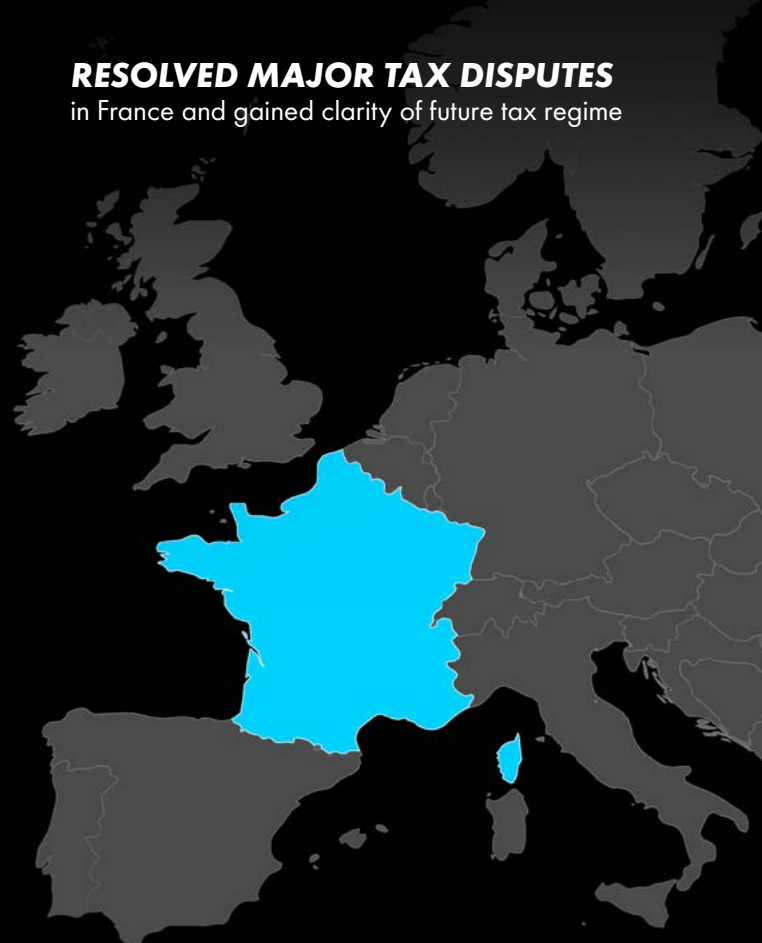 RESOLVED MAJOR TAX DISPUTES
in France and gained clarity of future tax regime